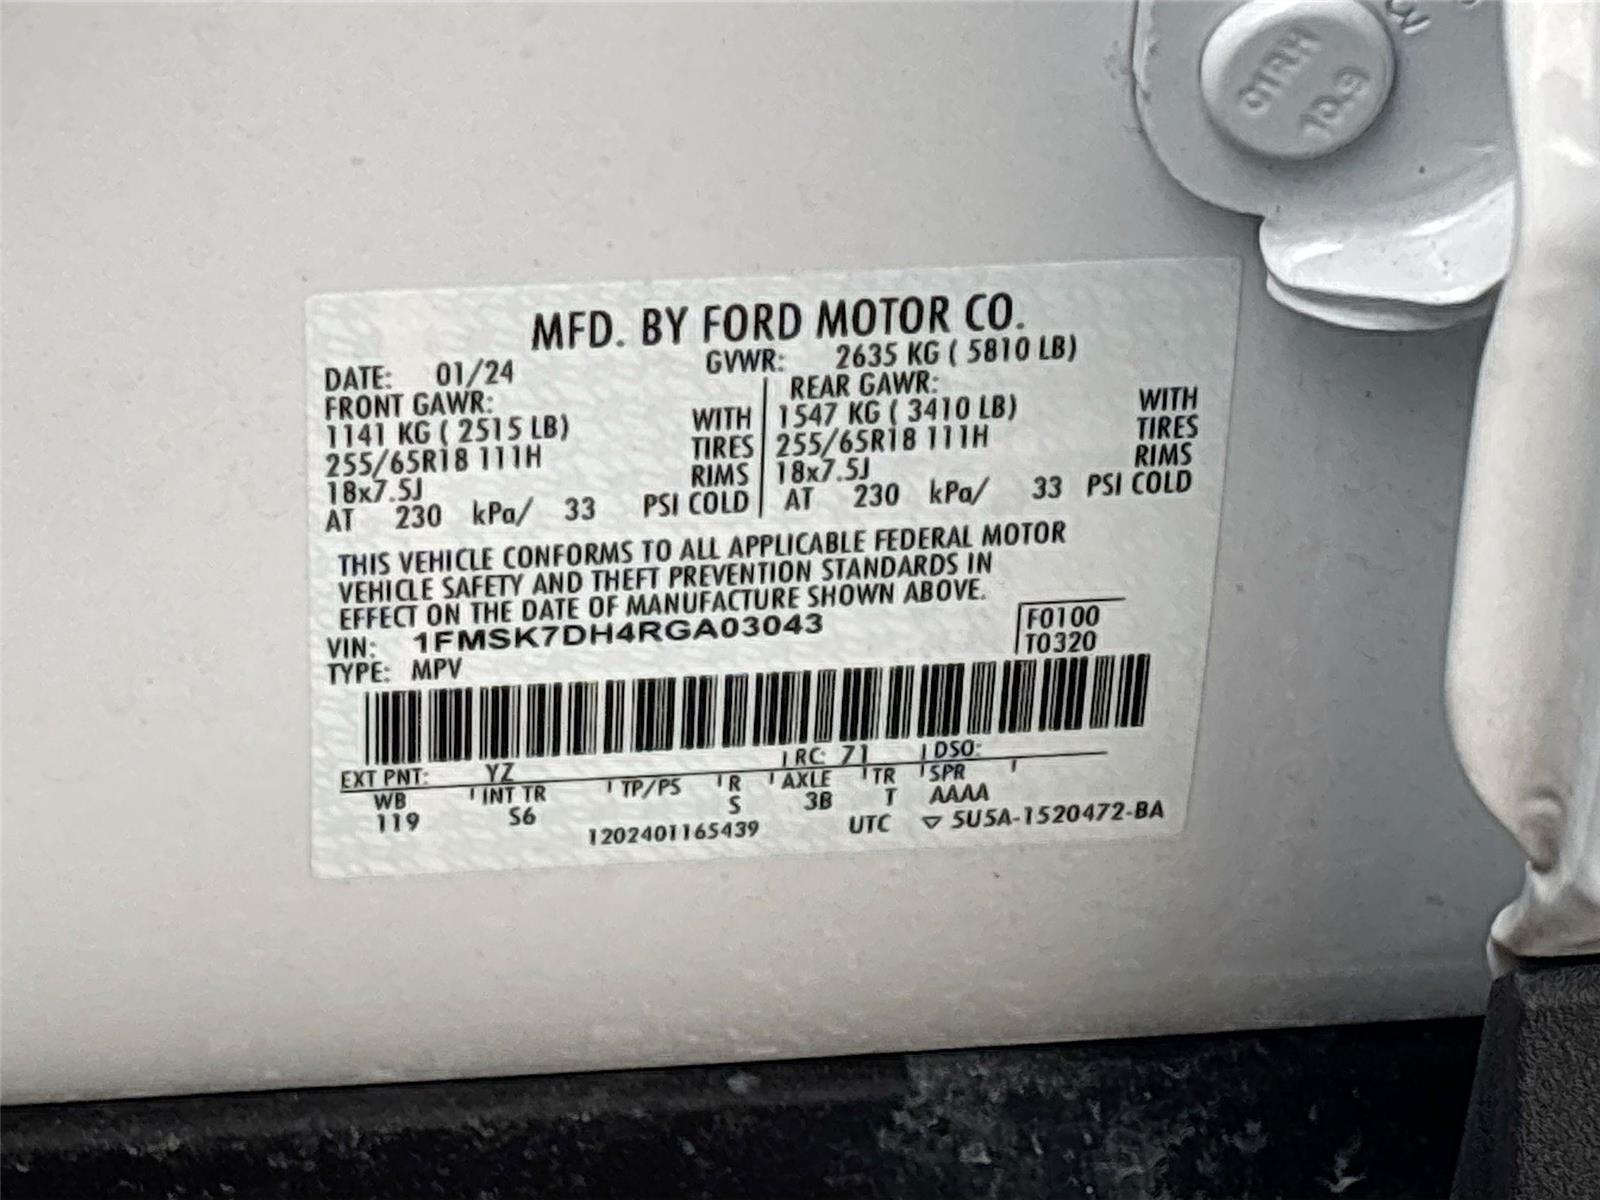 OTRH
10.9
MFD. BY FORD MOTOR CO.
DATE: 01/24 GVWR: 2635 KG ( 5810 LB)
FRONT GAWR: REAR GAWR:
1141 KG ( 2515 LB) WITH 1547 KG ( 3410 LB) WITH
255/65R18 111H TIRES 255/65R18 111H TIRES
18x7.5J RIMS 18x7.5J RIMS
AT 230 kPa/ 33 PSI COLD AT 230 kPa/ 33 PSI COLD
THIS VEHICLE CONFORMS TO ALL APPLICABLE FEDERAL MOTOR
VEHICLE SAFETY AND THEFT PREVENTION STANDARDS IN
EFFECT ON THE DATE OF MANUFACTURE SHOWN ABOVE.
VIN: 1FMSK7DH4RGA03043 F0100
TYPE: MPV T0320
EXT PNT: YZ RC: 71 DSO:
WB INT TR TP/PS R AXLE TR SPR
119 S6 S 3B T AAAA
1202401165439 UTC ▽ 5U5A-1520472-BA